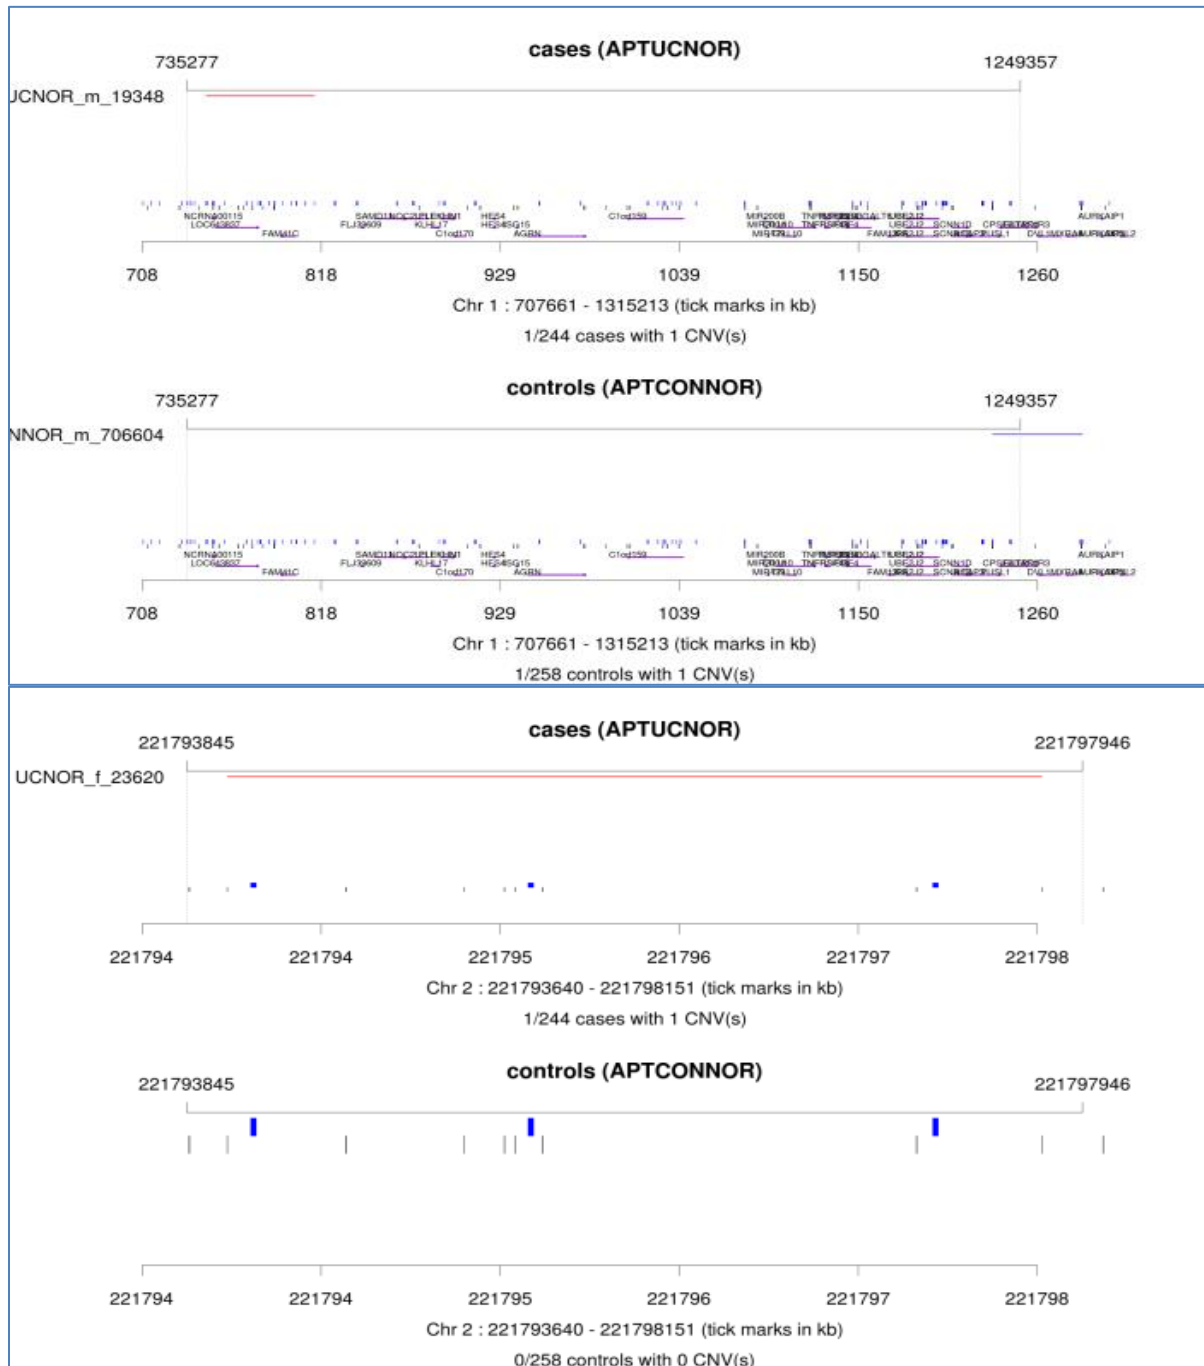 cases (APTUCNOR)
735277 1249357
JCNOR_m_19348
NCRNA00115 HES4 C1orf159 MIR200B AURKAIP1
LOC643837 FLJ39609 KLHL17
FAM41C C1orf170 AGRN
708 818 929 1039 1150 1260
Chr 1 : 707661 - 1315213 (tick marks in kb)
1/244 cases with 1 CNV(s)
controls (APTCONNOR)
735277 1249357
NNOR_m_706604
NCRNA00115 HES4 C1orf159 MIR200B AURKAIP1
LOC643837 FLJ39609 KLHL17
FAM41C C1orf170 AGRN
708 818 929 1039 1150 1260
Chr 1 : 707661 - 1315213 (tick marks in kb)
1/258 controls with 1 CNV(s)
cases (APTUCNOR)
221793845 221797946
UCNOR_f_23620
221794 221794 221795 221796 221797 221798
Chr 2 : 221793640 - 221798151 (tick marks in kb)
1/244 cases with 1 CNV(s)
controls (APTCONNOR)
221793845 221797946
221794 221794 221795 221796 221797 221798
Chr 2 : 221793640 - 221798151 (tick marks in kb)
0/258 controls with 0 CNV(s)